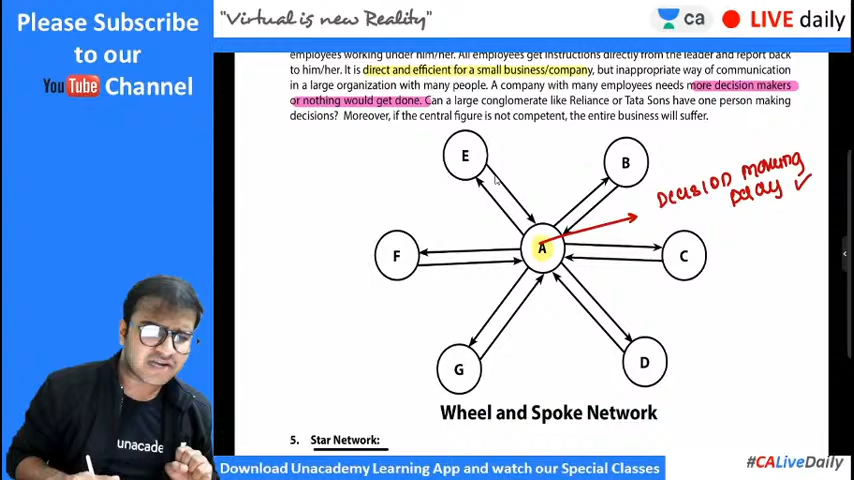 Please Subscribe
to our
YouTube Channel
"Virtual is new Reality"
ca
LIVE daily
employees working under him/her. All employees get instructions directly from the leader and report back
to him/her. It is direct and efficient for a small business/company, but inappropriate way of communication
in a large organization with many people. A company with many employees needs more decision makers
or nothing would get done. Can a large conglomerate like Reliance or Tata Sons have one person making
decisions? Moreover, if the central figure is not competent, the entire business will suffer.
E
B
DECISION making
delay ✓
A
F
C
G
D
Wheel and Spoke Network
5. Star Network:
unacade
Download Unacademy Learning App and watch our Special Classes
#CALiveDaily